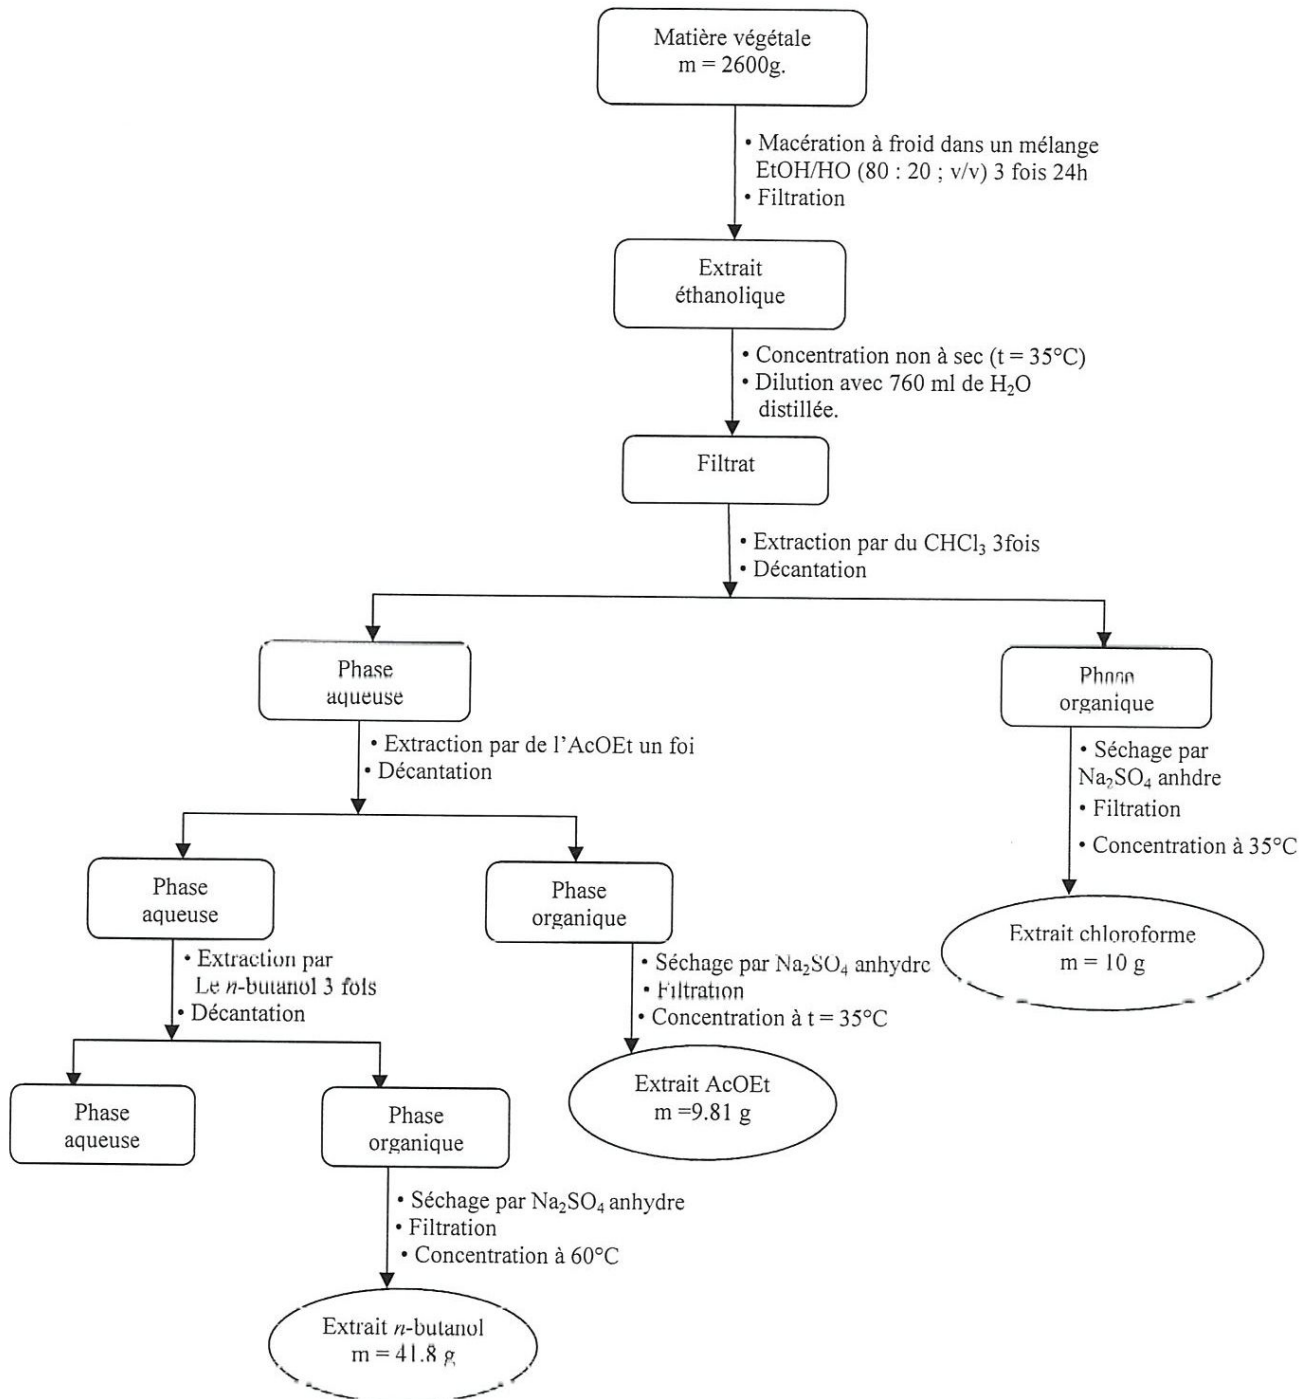 Matière végétale
m = 2600g.
• Macération à froid dans un mélange
EtOH/HO (80 : 20 ; v/v) 3 fois 24h
• Filtration
Extrait
éthanolique
• Concentration non à sec (t = 35°C)
• Dilution avec 760 ml de H₂O
distillée.
Filtrat
• Extraction par du CHCl₃ 3fois
• Décantation
Phase
aqueuse
organique
• Extraction par de l'AcOEt un foi
• Décantation
• Séchage par
Na₂SO₄ anhdre
• Filtration
• Concentration à 35°C
Phase
aqueuse
Phase
organique
Extrait chloroforme
m = 10 g
• Extraction par
Le n-butanol 3 fois
• Décantation
• Séchage par Na₂SO₄ anhydre
• Filtration
• Concentration à t = 35°C
Phase
aqueuse
Phase
organique
Extrait AcOEt
m =9.81 g
• Séchage par Na₂SO₄ anhydre
• Filtration
• Concentration à 60°C
Extrait n-butanol
m = 41.8 g